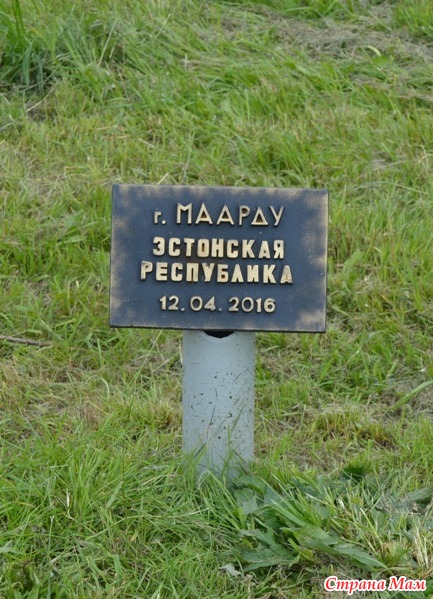 г. МААРДУ
ЭСТОНСКАЯ
РЕСПУБЛИКА
12.04.2016
Страна Мам